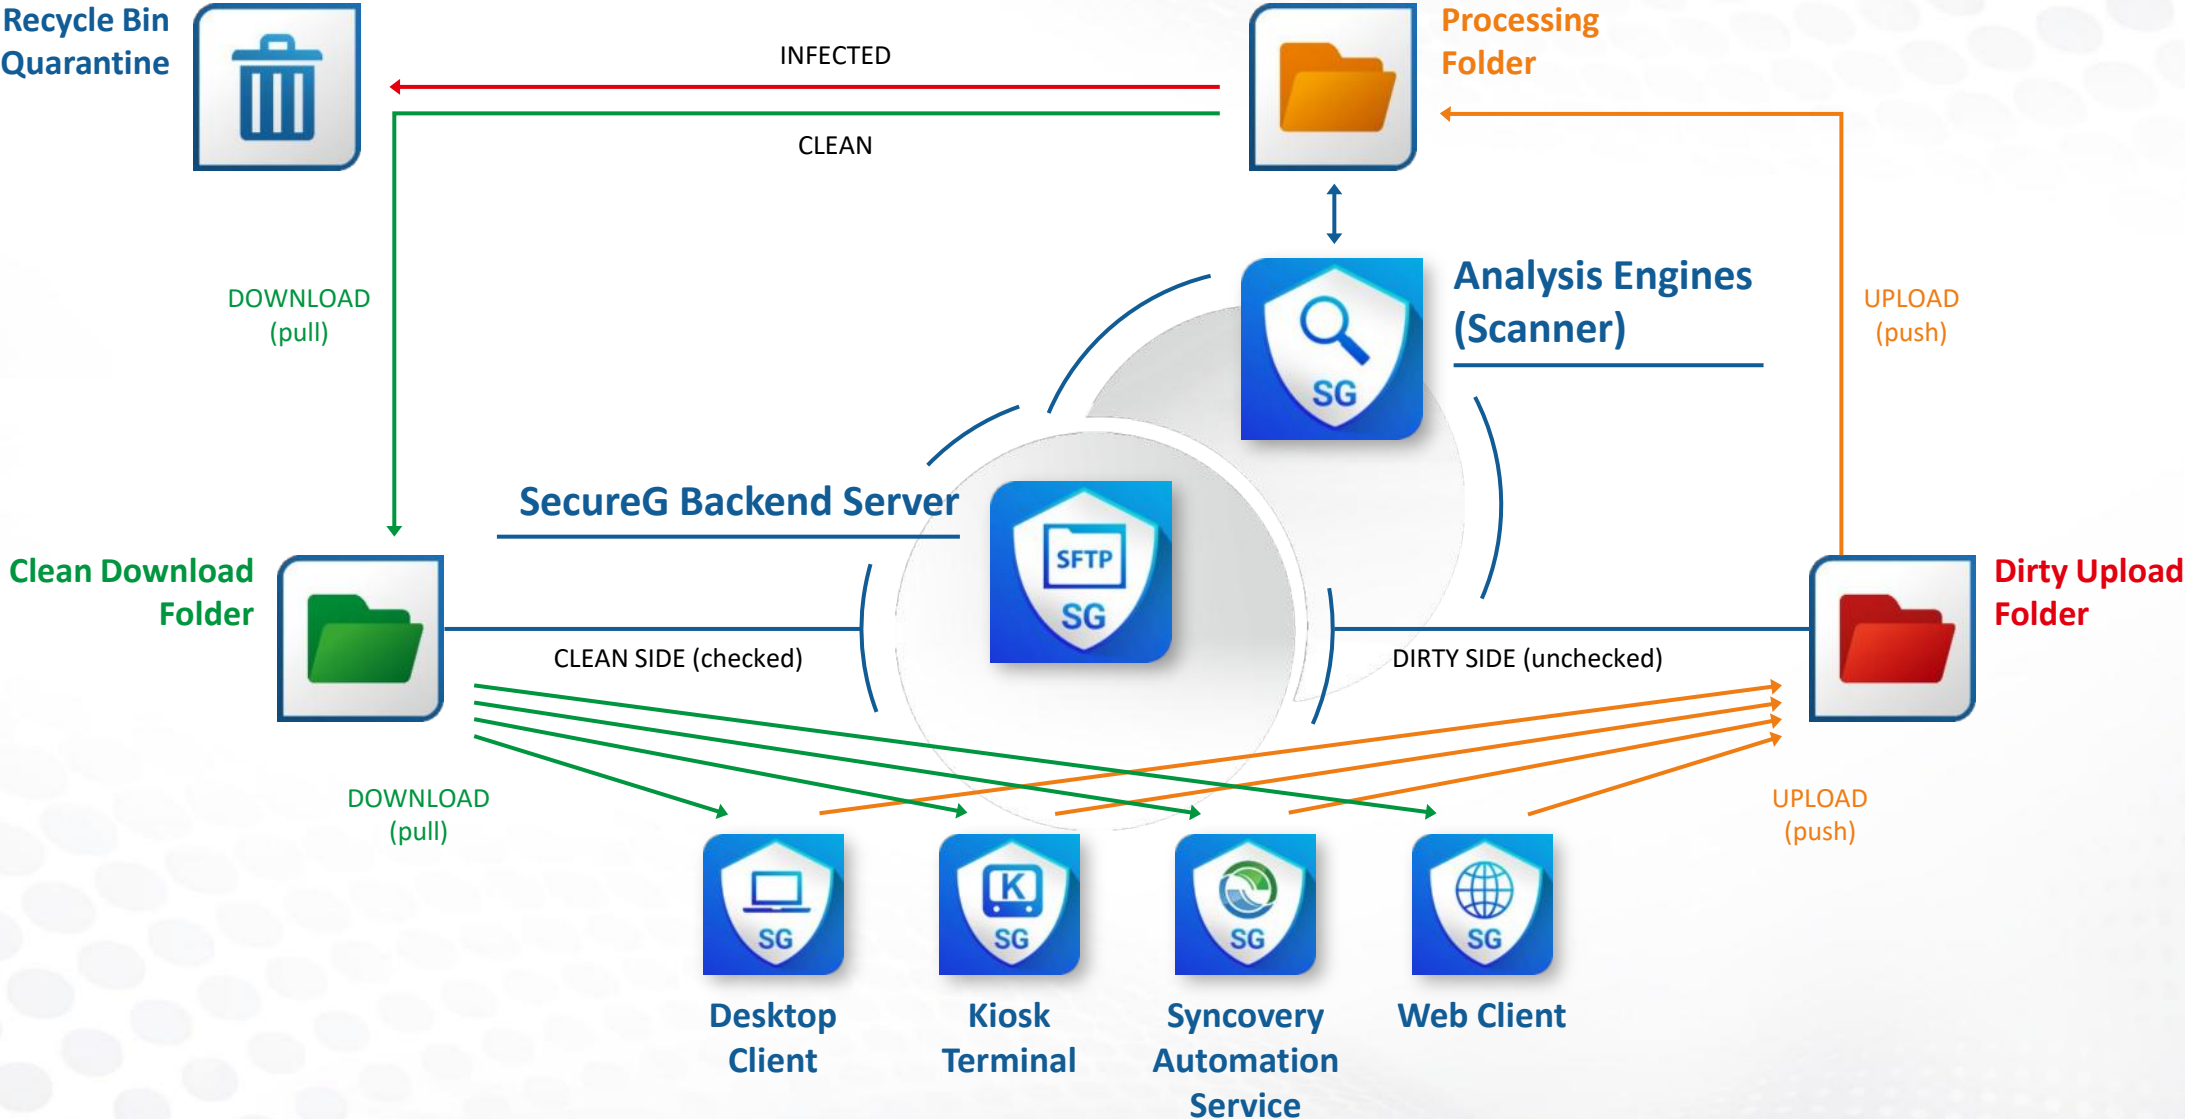 Recycle Bin
Quarantine
INFECTED
CLEAN
Processing
Folder
DOWNLOAD
(pull)
SG
Analysis Engines
(Scanner)
UPLOAD
(push)
SecureG Backend Server
SFTP
SG
Clean Download
Folder
CLEAN SIDE (checked)
DIRTY SIDE (unchecked)
Dirty Upload
Folder
DOWNLOAD
(pull)
UPLOAD
(push)
SG
Desktop
Client
K
SG
Kiosk
Terminal
SG
Syncovery
Automation
Service
SG
Web Client